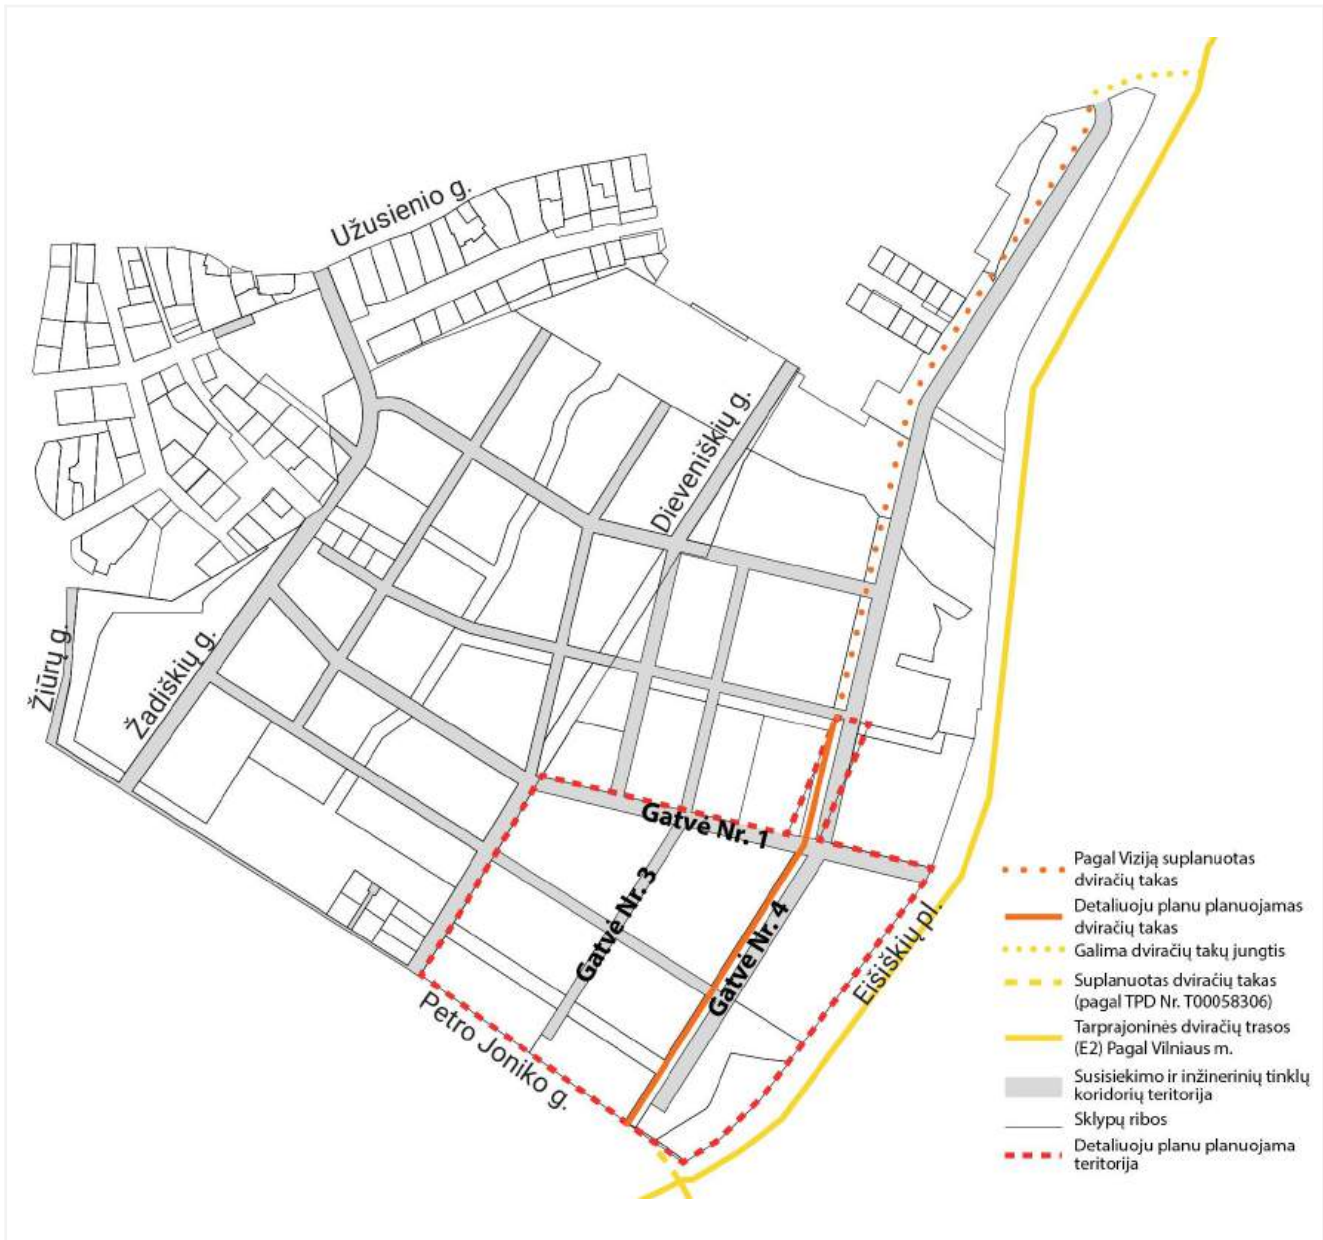 Užusienio g.
Dieveniškių g.
Žiūrų g.
Žadiškių g.
Gatvė Nr. 1
Gatvė Nr. 3
Gatvė Nr. 4
Eišiškių pl.
Petro Joniko g.
Pagal Viziją suplanuotas
dviračių takas
Detaliuoju planu planuojamas
dviračių takas
Galima dviračių takų jungtis
Suplanuotas dviračių takas
(pagal TPD Nr. T00058306)
Tarprajoninės dviračių trasos
(E2) Pagal Vilniaus m.
Susisiekimo ir inžinerinių tinklų
koridorių teritorija
Sklypų ribos
Detaliuoju planu planuojama
teritorija